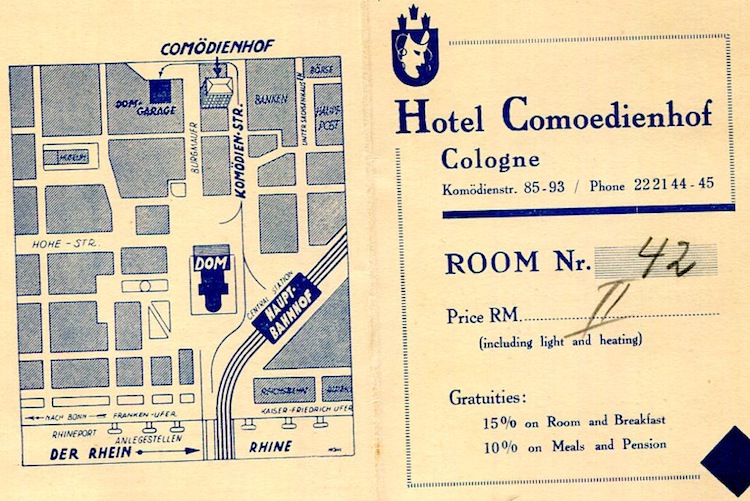 COMÖDIENHOF
BÖRSE
DOM-
GARAGE
BANKEN
UNTER SACHSENHAUSEN
HAUPT-
POST
BURGMAUER
KOMÖDIEN-STR.
MUSEUM
HOHE-STR.
DOM
CENTRAL STATION
HAUPT-
BAHNHOF
← NACH BONN
FRANKEN-UFER
KAISER-FRIEDRICH UFER
RHINEPORT
ANLEGESTELLEN
DER RHEIN
RHINE
Hotel Comoedienhof
Cologne
Komödienstr. 85-93 / Phone 222144-45
ROOM Nr. 42
Price RM. II
(including light and heating)
Gratuities:
15% on Room and Breakfast
10% on Meals and Pension